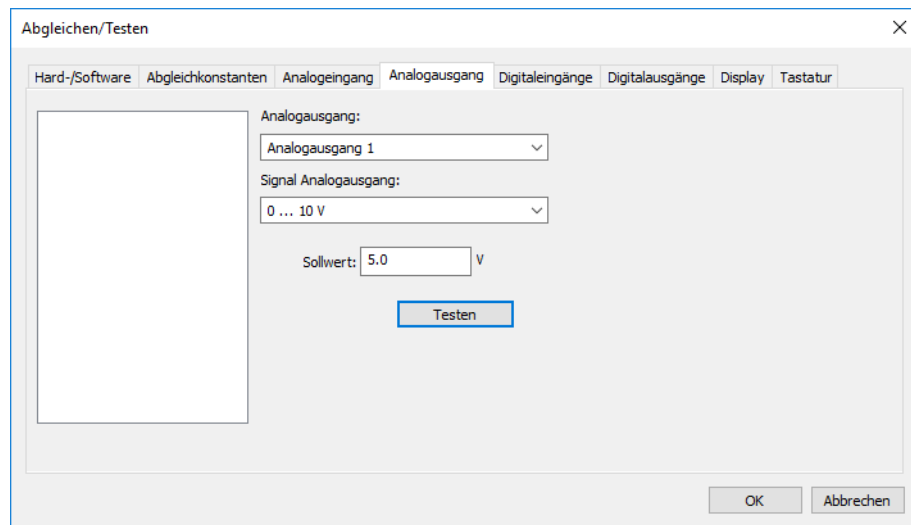 Abgleichen/Testen
Hard-/Software Abgleichkonstanten Analogeingang Analogausgang Digitaleingänge Digitalausgänge Display Tastatur
Analogausgang:
Analogausgang 1
Signal Analogausgang:
0 ... 10 V
Sollwert: 5.0 V
Testen
OK Abbrechen